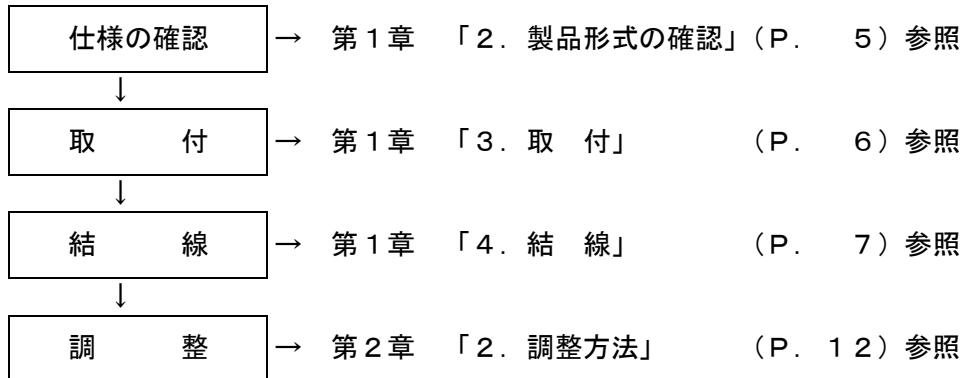 仕様の確認 → 第１章 「２．製品形式の確認」（Ｐ．　５）参照
↓
取　　付 → 第１章 「３．取　付」　（Ｐ．　６）参照
↓
結　　線 → 第１章 「４．結　線」　（Ｐ．　７）参照
↓
調　　整 → 第２章 「２．調整方法」　（Ｐ．１２）参照